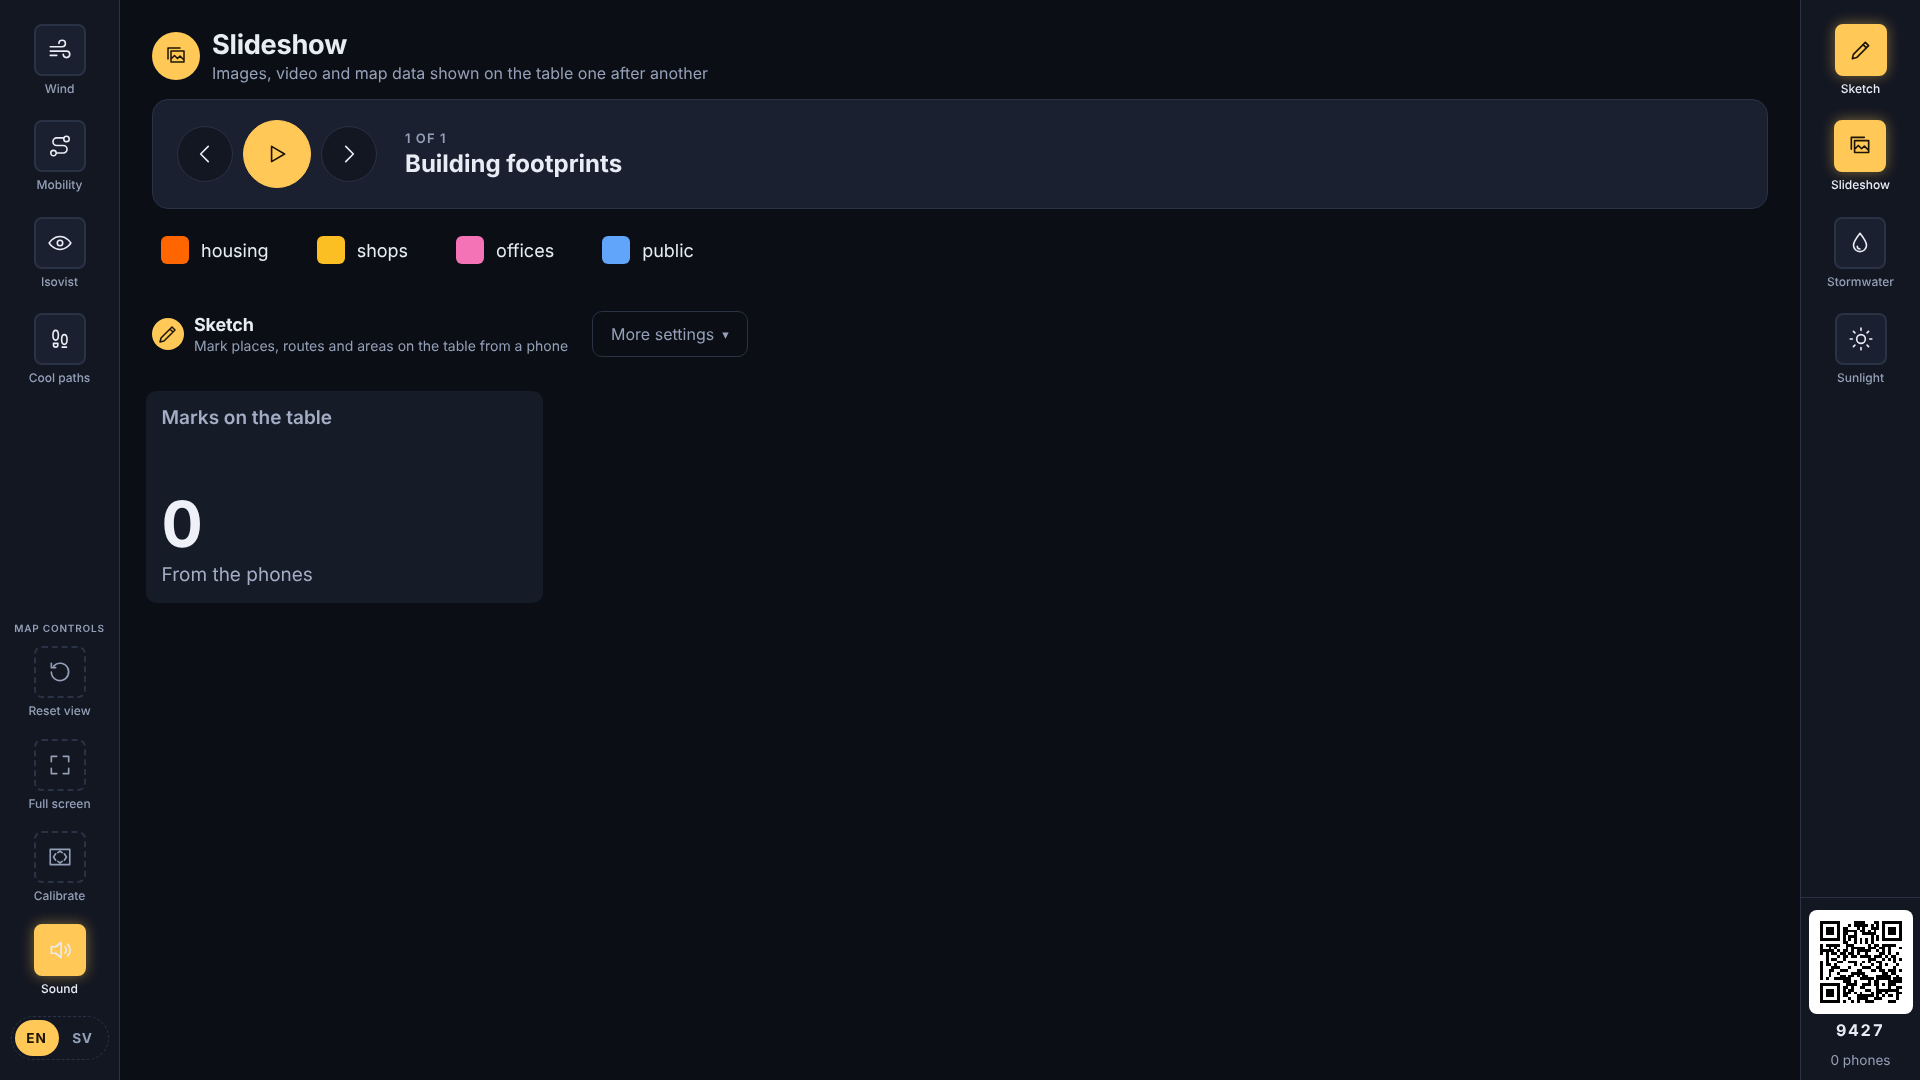 Wind
Mobility
Isovist
Cool paths
MAP CONTROLS
Reset view
Full screen
Calibrate
Sound
EN SV
Slideshow
Images, video and map data shown on the table one after another
1 OF 1
Building footprints
housing
shops
offices
public
Sketch
Mark places, routes and areas on the table from a phone
More settings ▾
Marks on the table
0
From the phones
Sketch
Slideshow
Stormwater
Sunlight
9427
0 phones